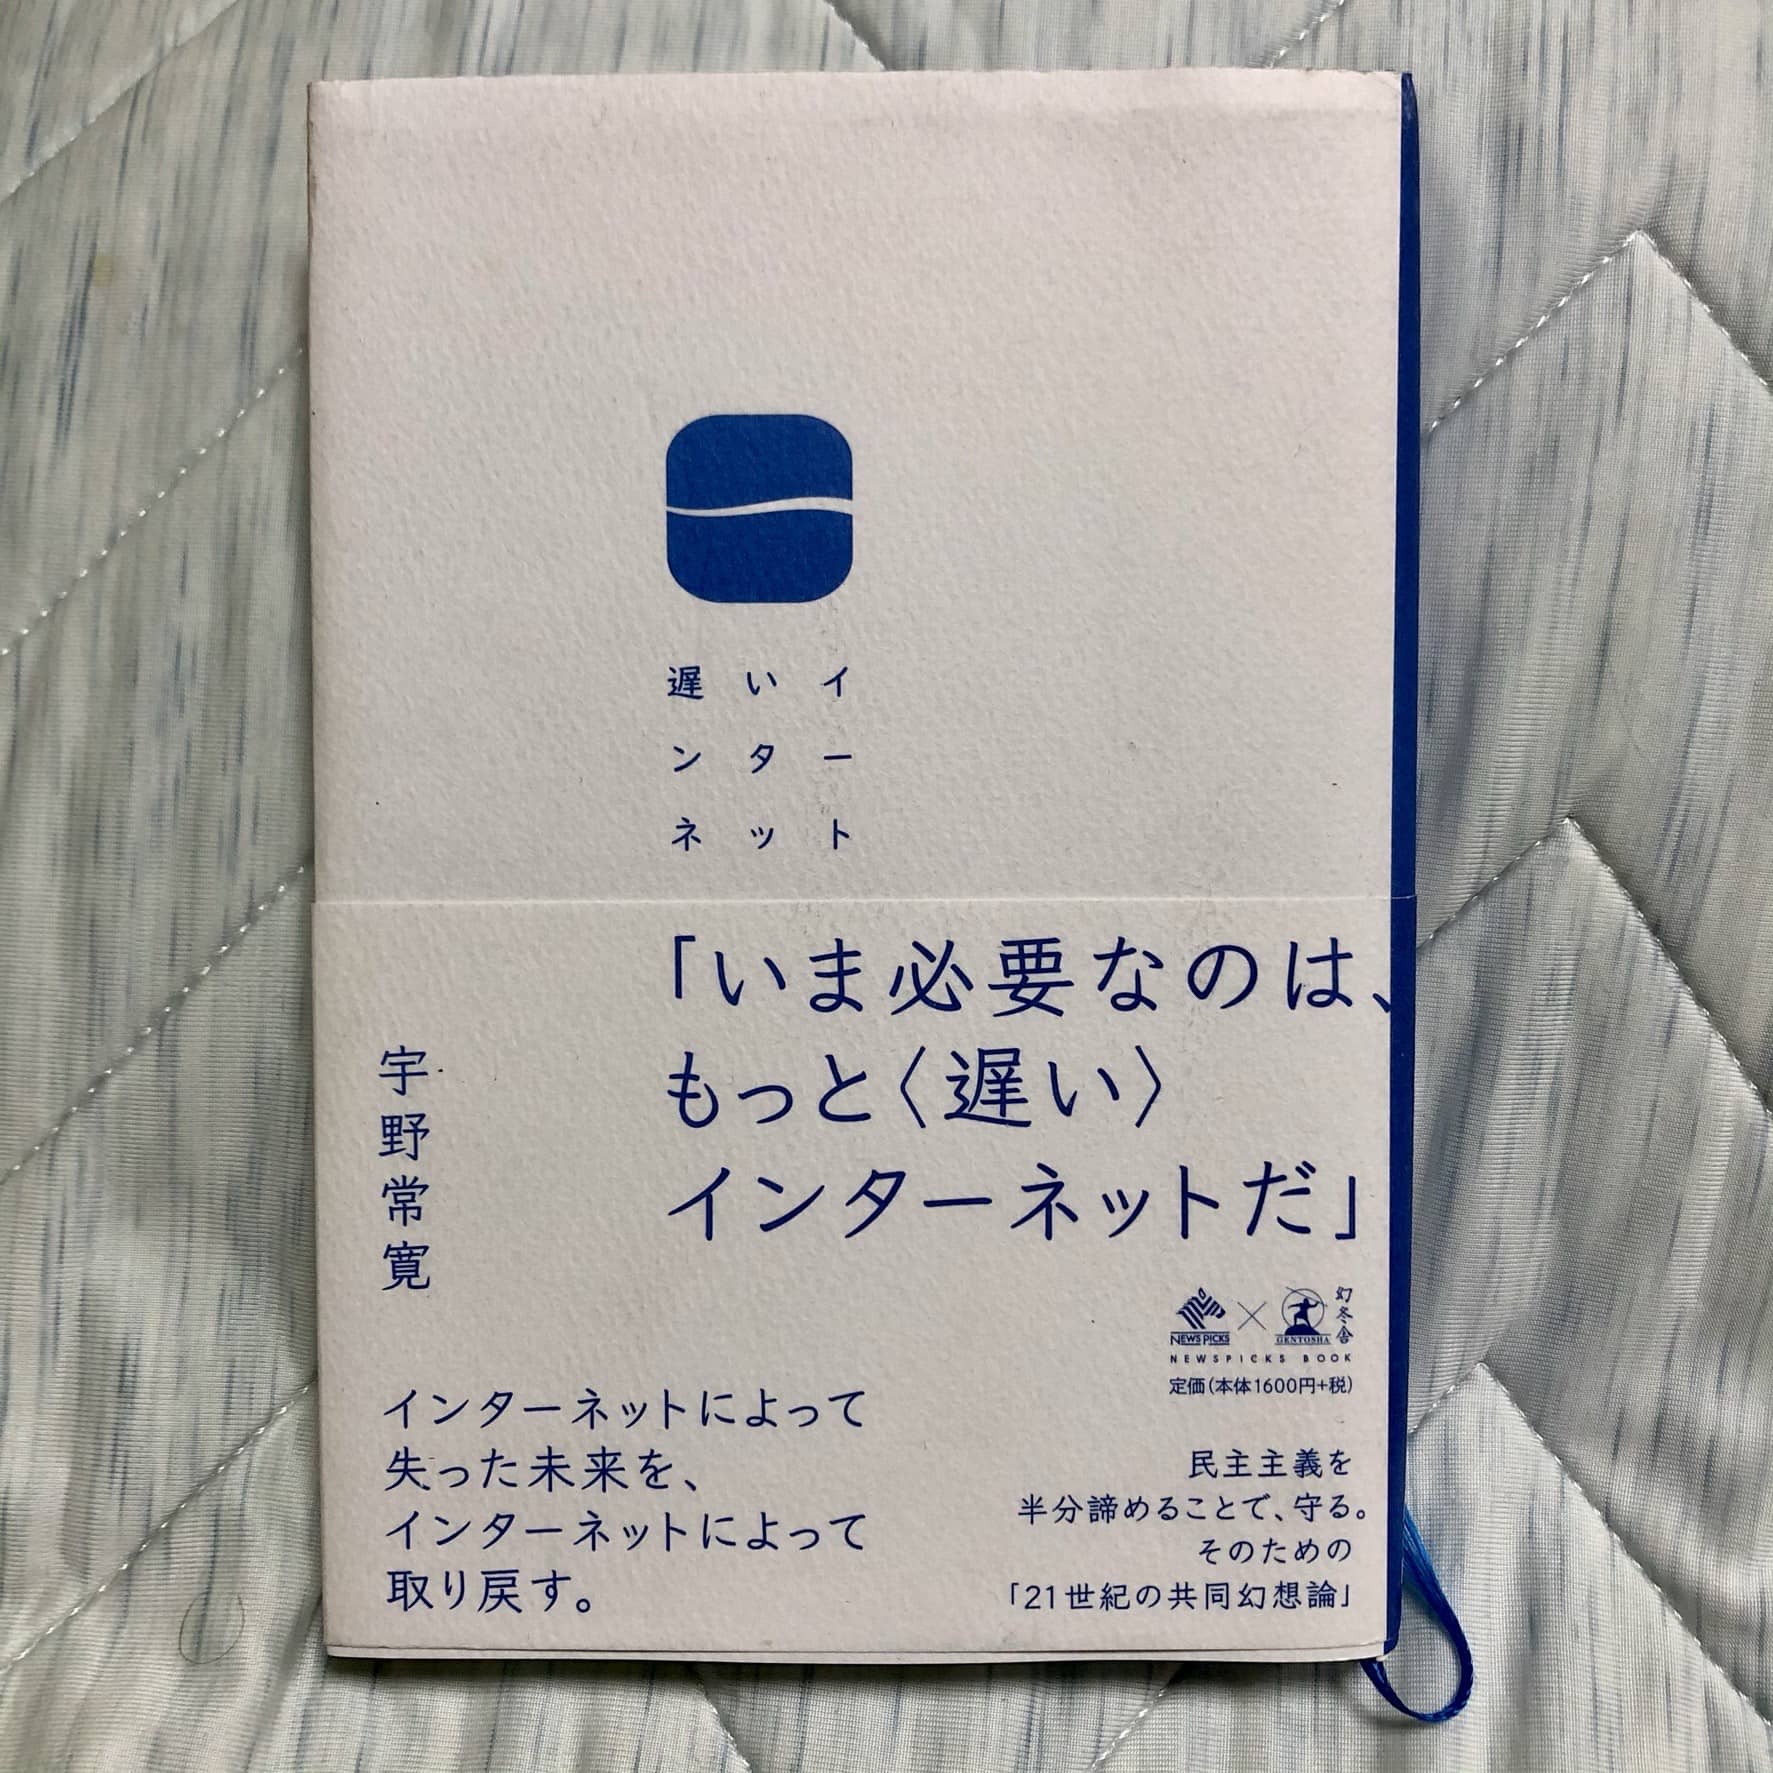 遅いイ
ンター
ネット
「いま必要なのは、
もっと〈遅い〉
インターネットだ」
宇野常寛
NEWS PICKS
GENTOSHA
幻冬舎
NEWSPICKS BOOK
定価(本体1600円+税)
インターネットによって
失った未来を、
インターネットによって
取り戻す。
民主主義を
半分諦めることで、守る。
そのための
「21世紀の共同幻想論」